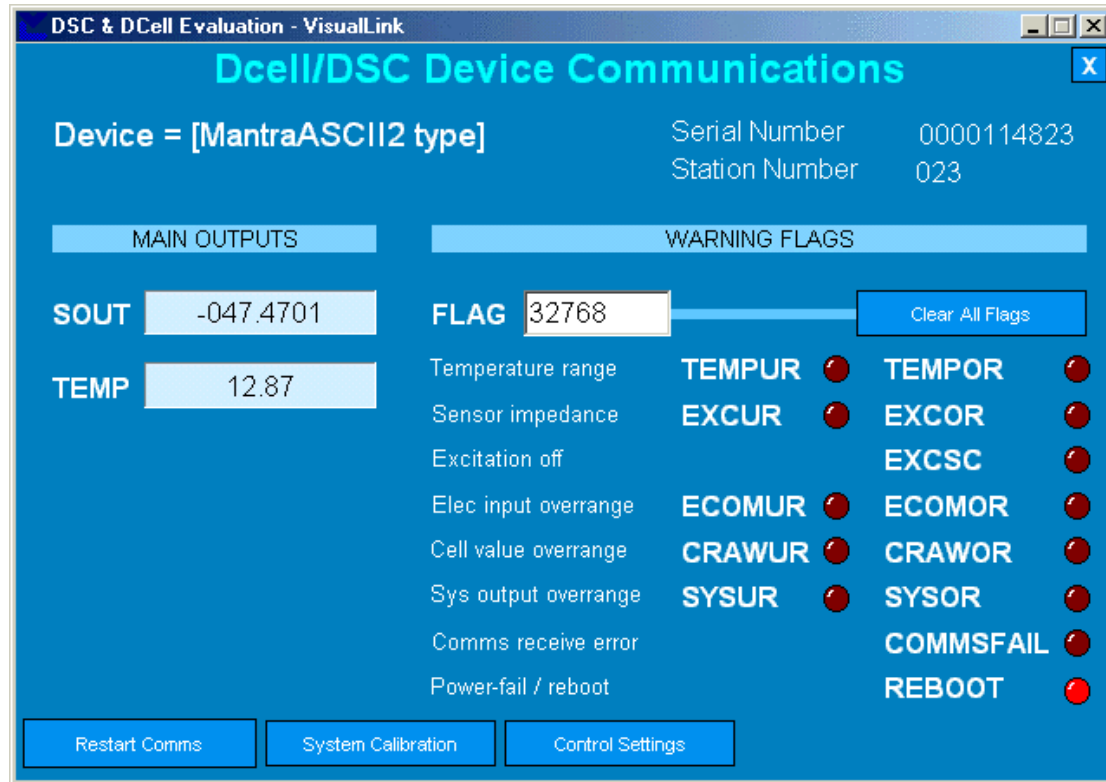 DSC & DCell Evaluation - VisualLink
Dcell/DSC Device Communications
X
Device = [MantraASCII2 type]
Serial Number 0000114823
Station Number 023
MAIN OUTPUTS WARNING FLAGS
SOUT -047.4701 FLAG 32768 Clear All Flags
TEMP 12.87
Temperature range TEMPUR TEMPOR
Sensor impedance EXCUR EXCOR
Excitation off EXCSC
Elec input overrange ECOMUR ECOMOR
Cell value overrange CRAWUR CRAWOR
Sys output overrange SYSUR SYSOR
Comms receive error COMMSFAIL
Power-fail / reboot REBOOT
Restart Comms System Calibration Control Settings